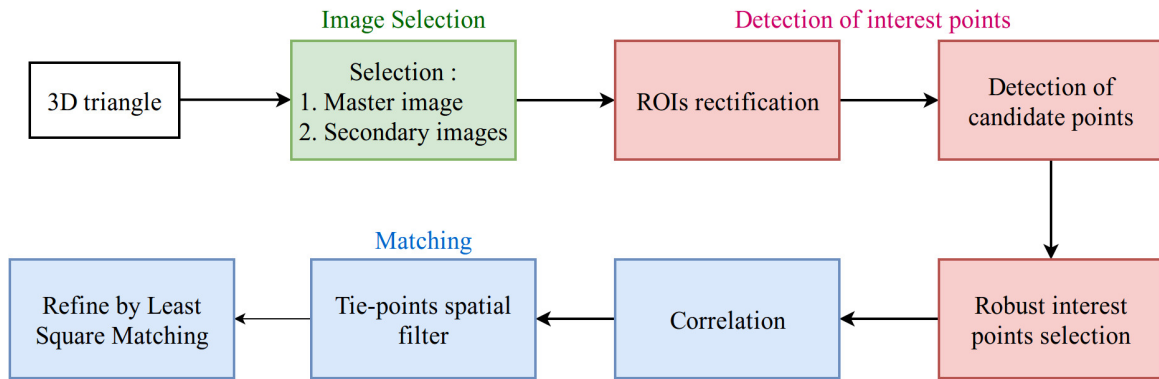 Image Selection
Detection of interest points
3D triangle
Selection :
1. Master image
2. Secondary images
ROIs rectification
Detection of
candidate points
Matching
Refine by Least
Square Matching
Tie-points spatial
filter
Correlation
Robust interest
points selection